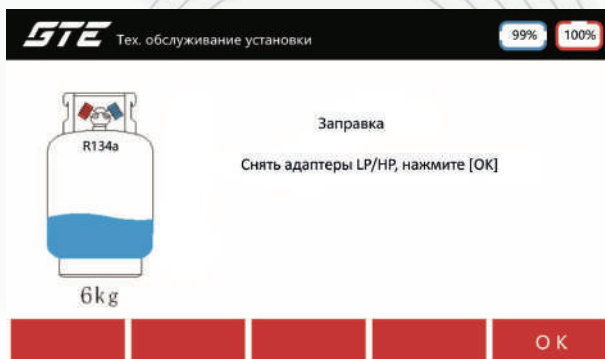 GTE Тех. обслуживание установки
99% 100%
R134a
Заправка
Снять адаптеры LP/HP, нажмите [OK]
6kg
OK